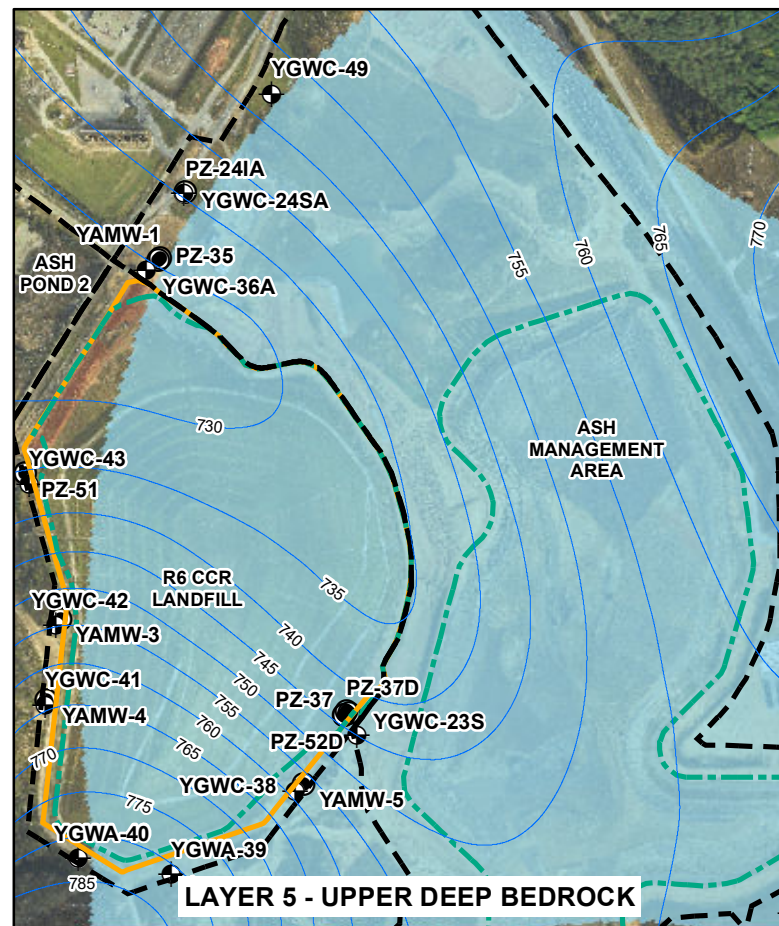 YGWC-49
PZ-24IA
YGWC-24SA
YAMW-1
PZ-35
ASH
POND 2
YGWC-36A
755
760
765
770
730
ASH
MANAGEMENT
AREA
YGWC-43
PZ-51
R6 CCR
LANDFILL
735
YGWC-42
YAMW-3
740
745
750
755
760
765
770
775
785
YGWC-41
YAMW-4
PZ-37
PZ-37D
YGWC-23S
PZ-52D
YGWC-38
YAMW-5
YGWA-40
YGWA-39
LAYER 5 - UPPER DEEP BEDROCK